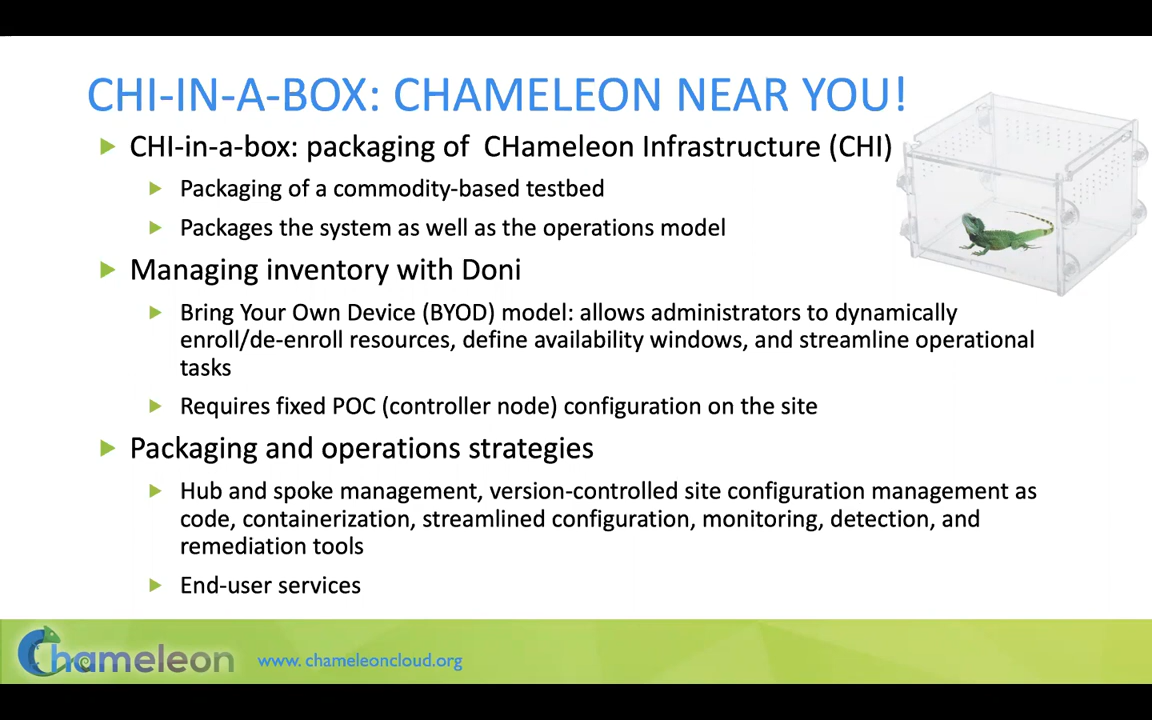 CHI-IN-A-BOX: CHAMELEON NEAR YOU!
CHI-in-a-box: packaging of CHameleon Infrastructure (CHI)
Packaging of a commodity-based testbed
Packages the system as well as the operations model
Managing inventory with Doni
Bring Your Own Device (BYOD) model: allows administrators to dynamically
enroll/de-enroll resources, define availability windows, and streamline operational
tasks
Requires fixed POC (controller node) configuration on the site
Packaging and operations strategies
Hub and spoke management, version-controlled site configuration management as
code, containerization, streamlined configuration, monitoring, detection, and
remediation tools
End-user services
Chameleon
www. chameleoncloud.org